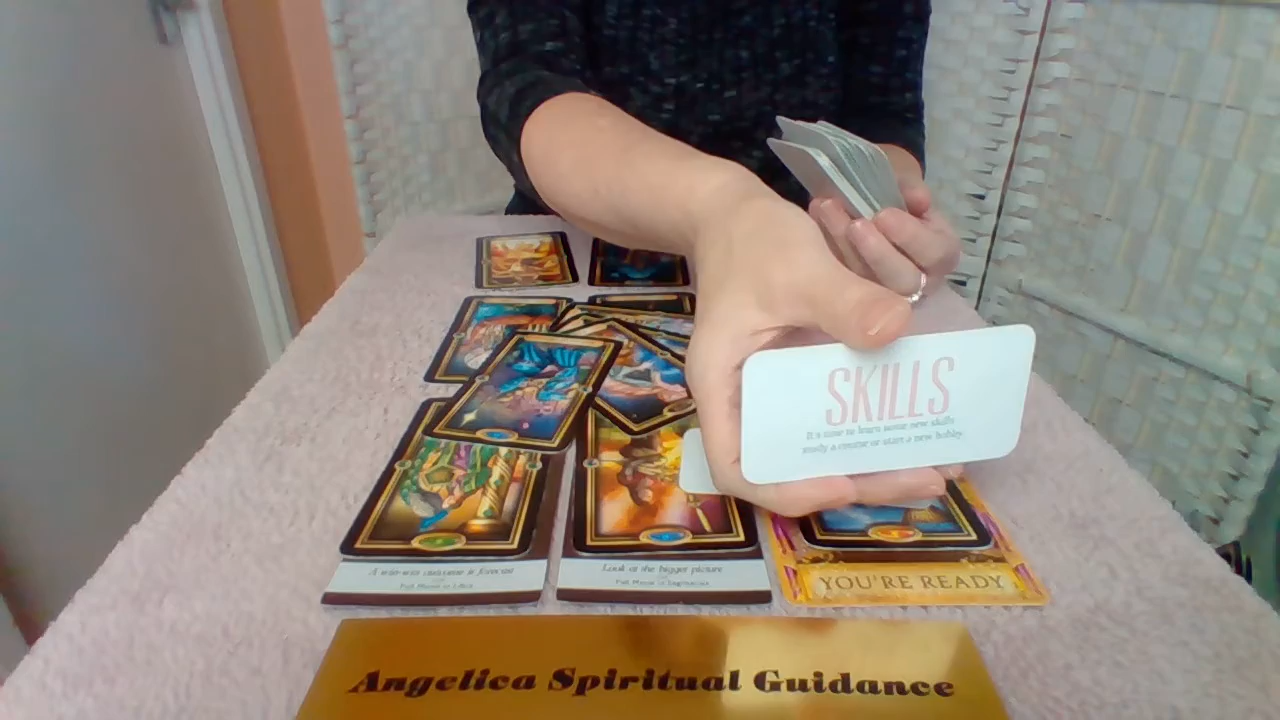 SKILLS
It's time to learn some new skills
study a course or start a new hobby.
A win-win outcome is forecast
Full Moon in Libra
Look at the bigger picture
Full Moon in Sagittarius
YOU'RE READY
Angelica Spiritual Guidance